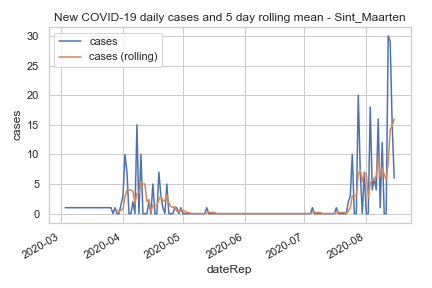 New COVID-19 daily cases and 5 day rolling mean - Sint_Maarten
cases
cases (rolling)
30
25
20
15
10
5
0
cases
2020-03
2020-04
2020-05
2020-06
2020-07
2020-08
dateRep